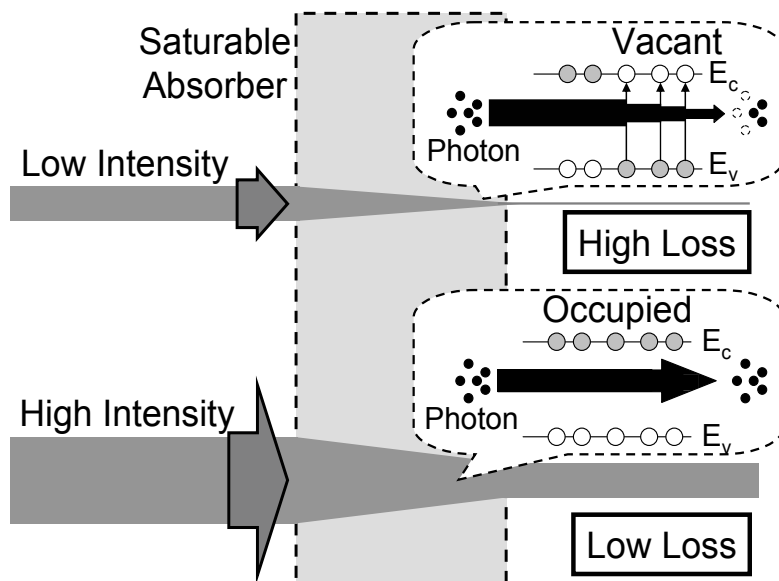 Saturable
Absorber
Vacant
E_c
Photon
E_v
Low Intensity
High Loss
Occupied
E_c
Photon
E_v
High Intensity
Low Loss